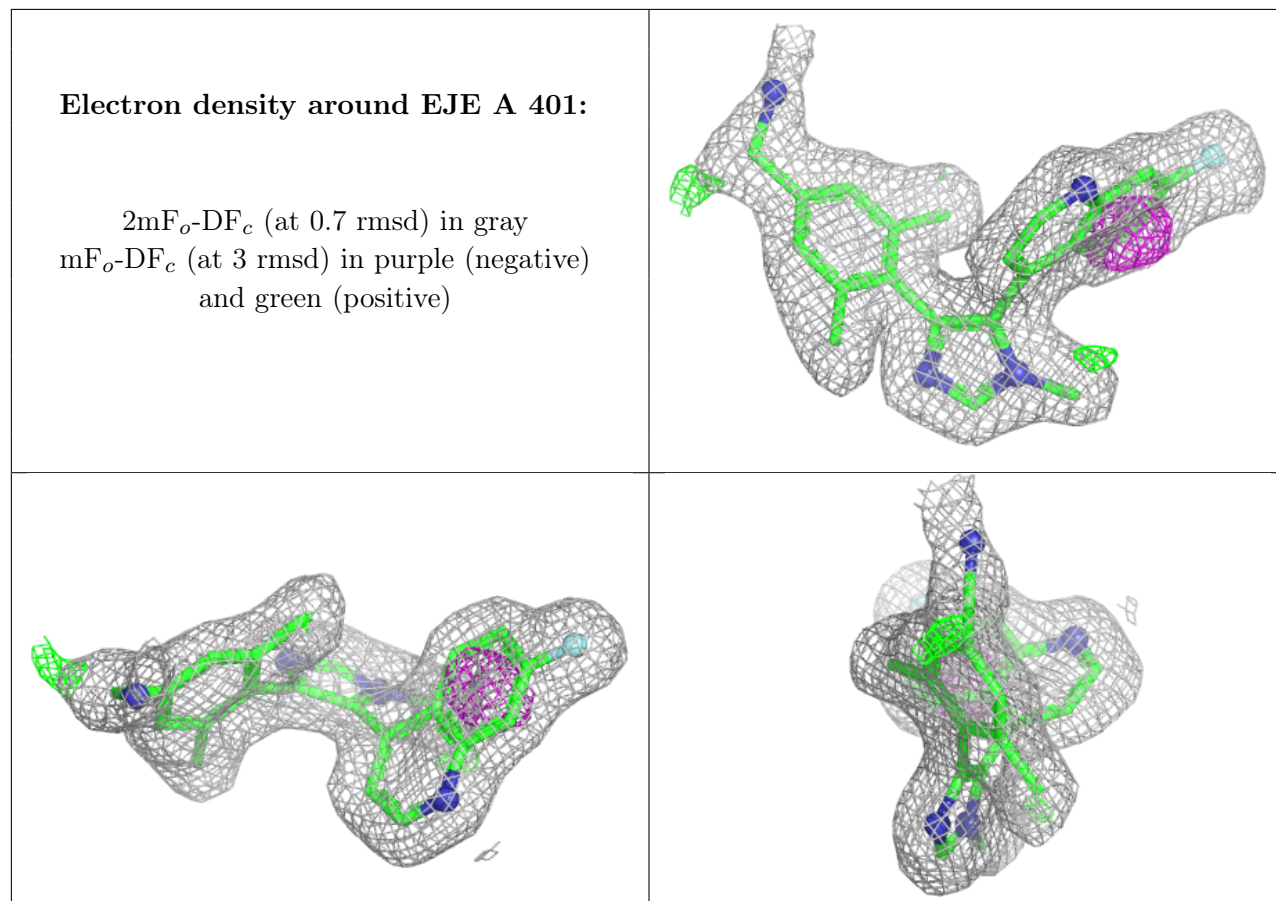 Electron density around EJE A 401:
2mFo-DFc (at 0.7 rmsd) in gray
mFo-DFc (at 3 rmsd) in purple (negative)
and green (positive)